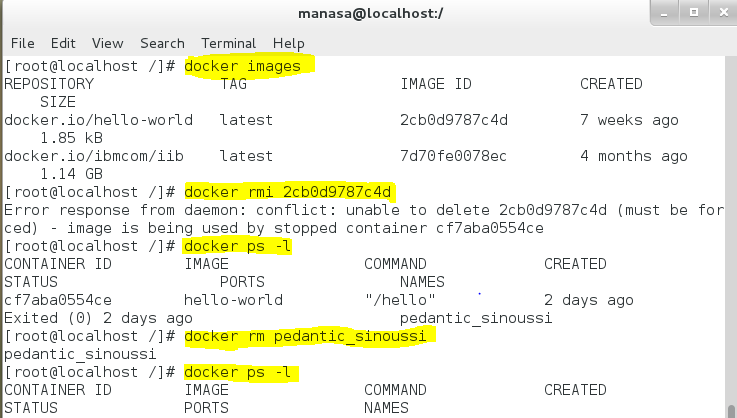 manasa@localhost:/
File Edit View Search Terminal Help
[root@localhost /]# docker images
REPOSITORY TAG IMAGE ID CREATED
SIZE
docker.io/hello-world latest 2cb0d9787c4d 7 weeks ago
1.85 kB
docker.io/ibmcom/iib latest 7d70fe0078ec 4 months ago
1.14 GB
[root@localhost /]# docker rmi 2cb0d9787c4d
Error response from daemon: conflict: unable to delete 2cb0d9787c4d (must be for
ced) - image is being used by stopped container cf7aba0554ce
[root@localhost /]# docker ps -l
CONTAINER ID IMAGE COMMAND CREATED
STATUS PORTS NAMES
cf7aba0554ce hello-world "/hello" 2 days ago
Exited (0) 2 days ago pedantic_sinoussi
[root@localhost /]# docker rm pedantic_sinoussi
pedantic_sinoussi
[root@localhost /]# docker ps -l
CONTAINER ID IMAGE COMMAND CREATED
STATUS PORTS NAMES